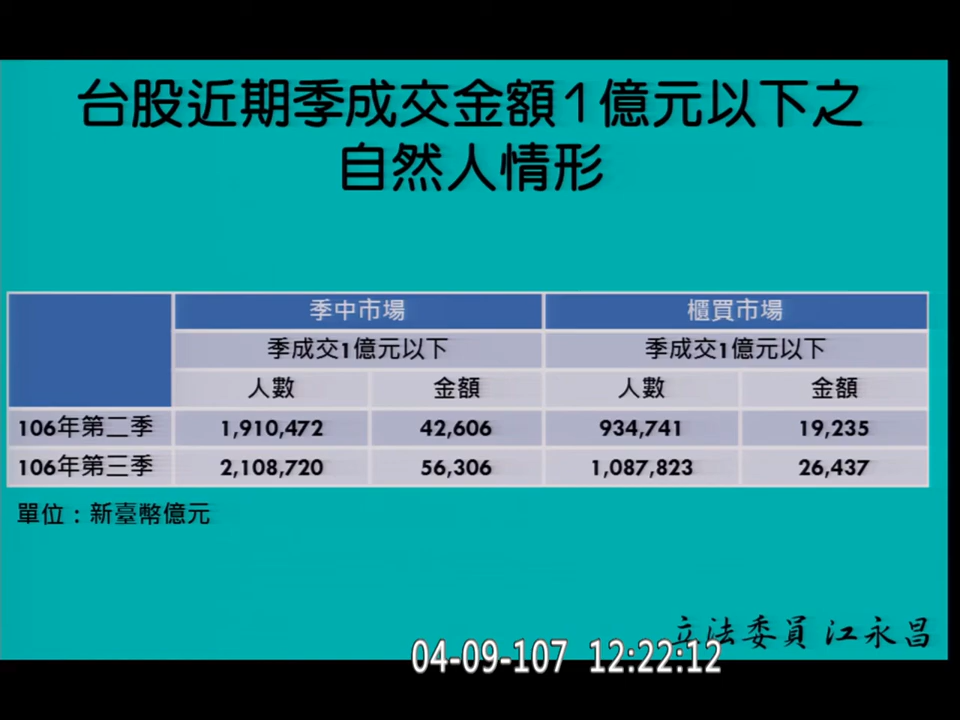 台股近期季成交金額1億元以下之
自然人情形
季中市場 櫃買市場
季成交1億元以下 季成交1億元以下
人數 金額 人數 金額
106年第二季 1,910,472 42,606 934,741 19,235
106年第三季 2,108,720 56,306 1,087,823 26,437
單位：新臺幣億元
立法委員 江永昌
04-09-107 12:22:12